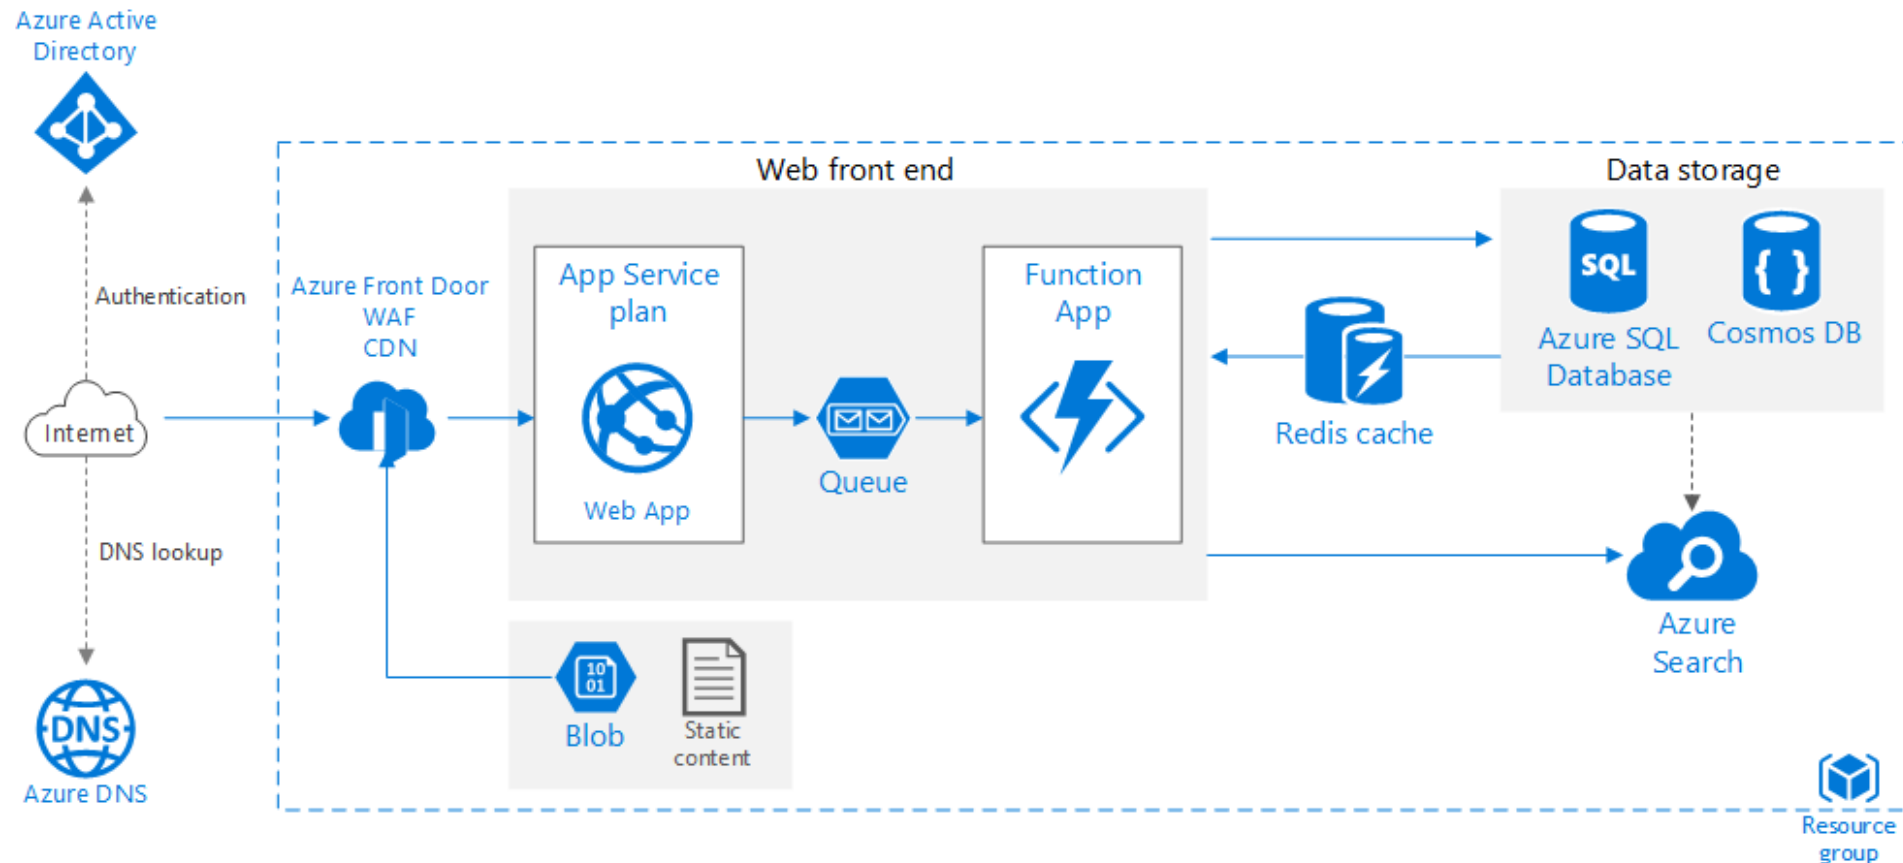 Azure Active
Directory
Authentication
Internet
DNS lookup
DNS
Azure DNS
Azure Front Door
WAF
CDN
Web front end
App Service
plan
Web App
Queue
Function
App
10
01
Blob
Static
content
Redis cache
Data storage
SQL
Azure SQL
Database
{ }
Cosmos DB
Azure
Search
Resource
group